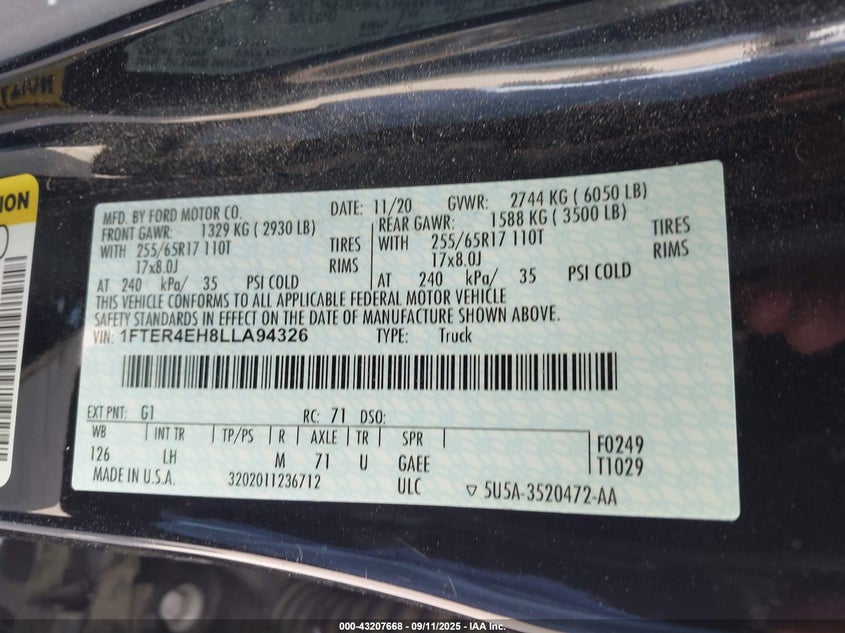 ION
MFD. BY FORD MOTOR CO.
DATE: 11/20 GVWR: 2744 KG ( 6050 LB)
FRONT GAWR: 1329 KG ( 2930 LB) REAR GAWR: 1588 KG ( 3500 LB)
WITH 255/65R17 110T TIRES WITH 255/65R17 110T TIRES
17x8.0J RIMS 17x8.0J RIMS
AT 240 kPa/ 35 PSI COLD AT 240 kPa/ 35 PSI COLD
THIS VEHICLE CONFORMS TO ALL APPLICABLE FEDERAL MOTOR VEHICLE
SAFETY STANDARDS IN EFFECT ON THE DATE OF MANUFACTURE SHOWN ABOVE.
VIN: 1FTER4EH8LLA94326 TYPE: Truck
EXT PNT: G1 RC: 71 DSO:
WB INT TR TP/PS R AXLE TR SPR F0249
126 LH M 71 U GAEE T1029
MADE IN U.S.A. 3202011236712 ULC ▽ 5U5A-3520472-AA
000-43207668 - 09/11/2025 - IAA Inc.